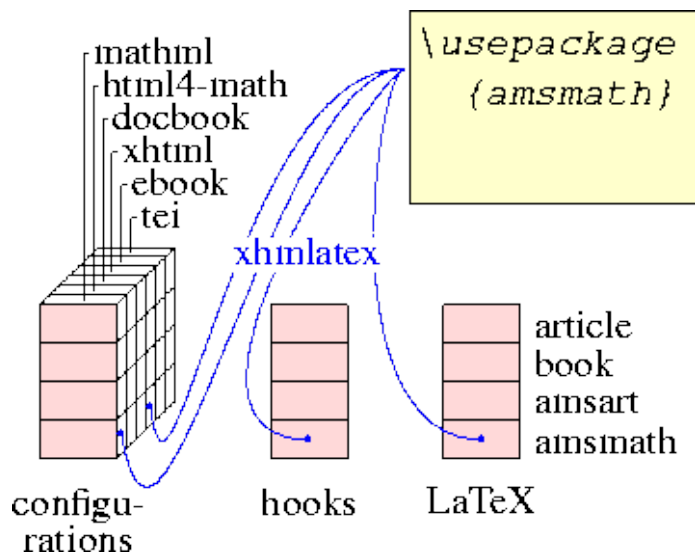 \usepackage
{amsmath}
mathml
html4-math
docbook
xhtml
ebook
tei
xhmlatex
article
book
amsart
amsmath
configu-
rations
hooks
LaTeX